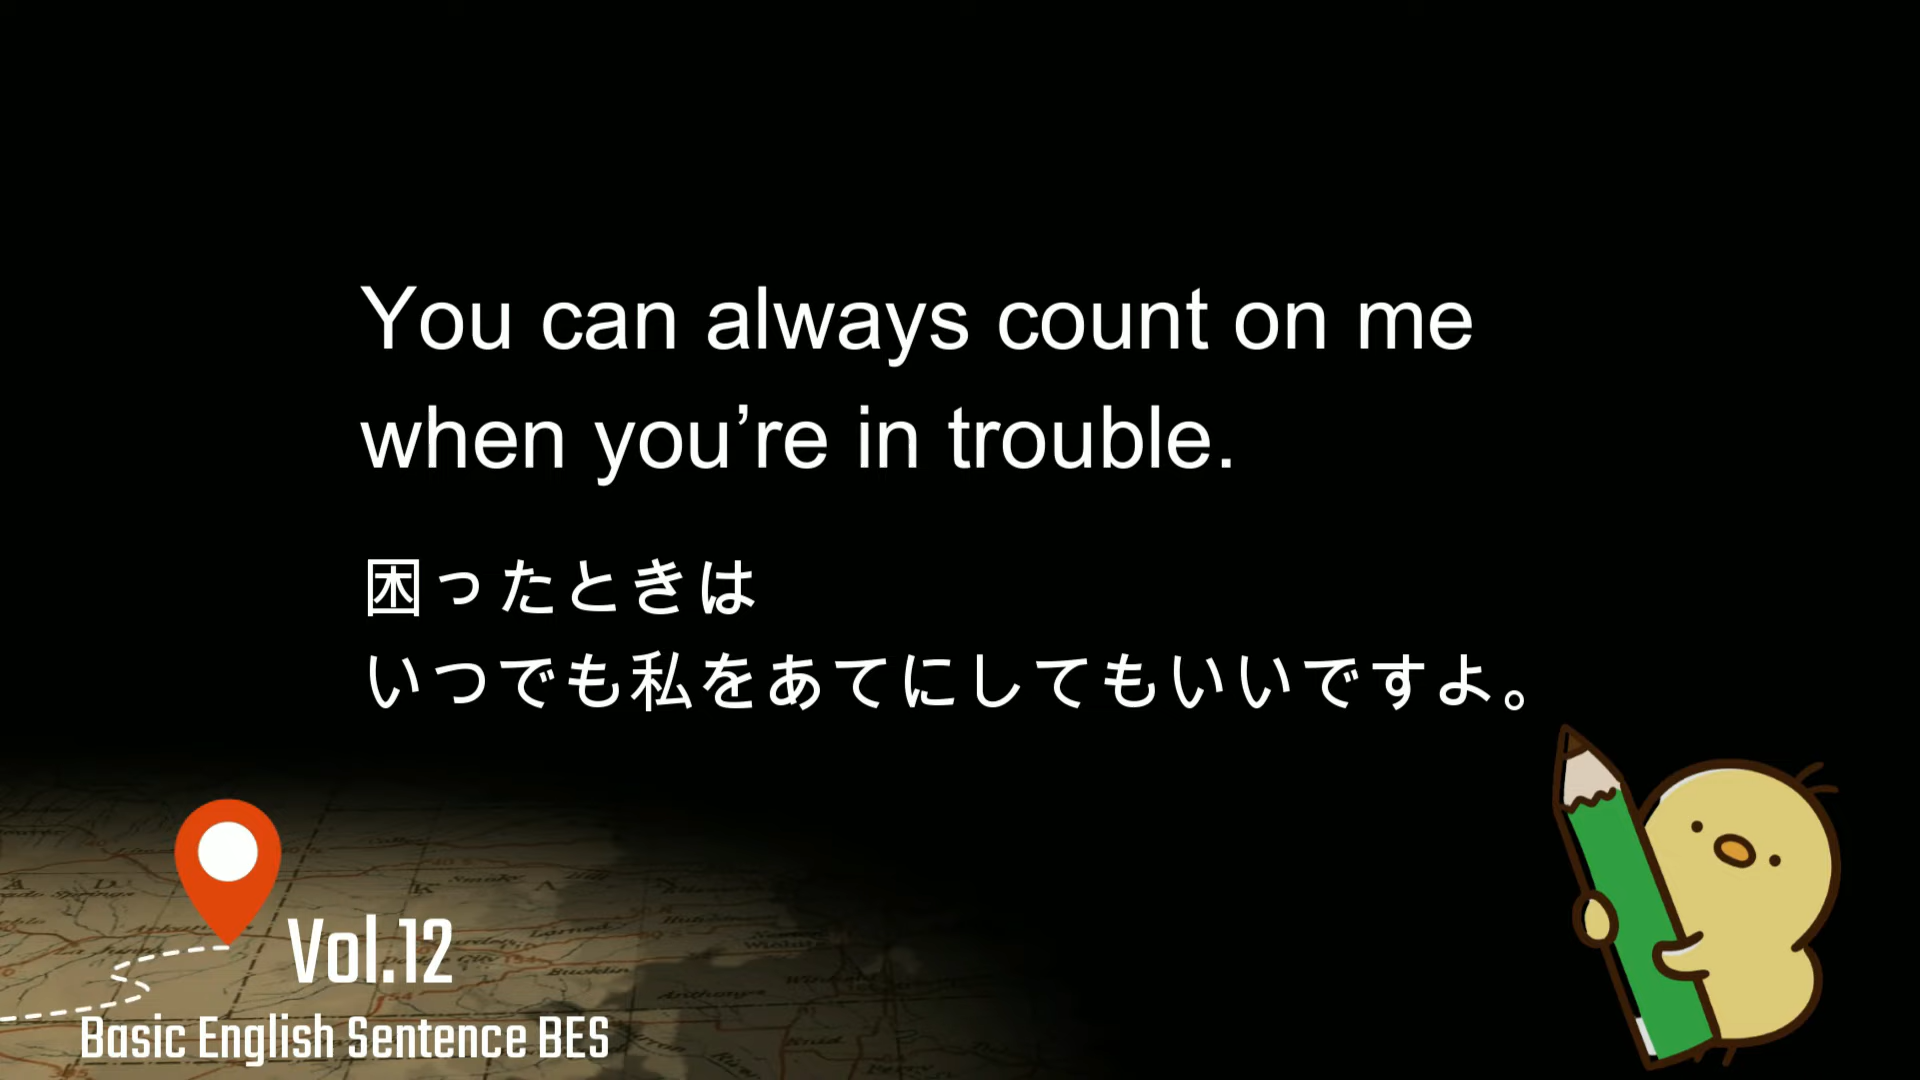 You can always count on me
when you’re in trouble.
困ったときは
いつでも私をあてにしてもいいですよ。
Vol.12
Basic English Sentence BES